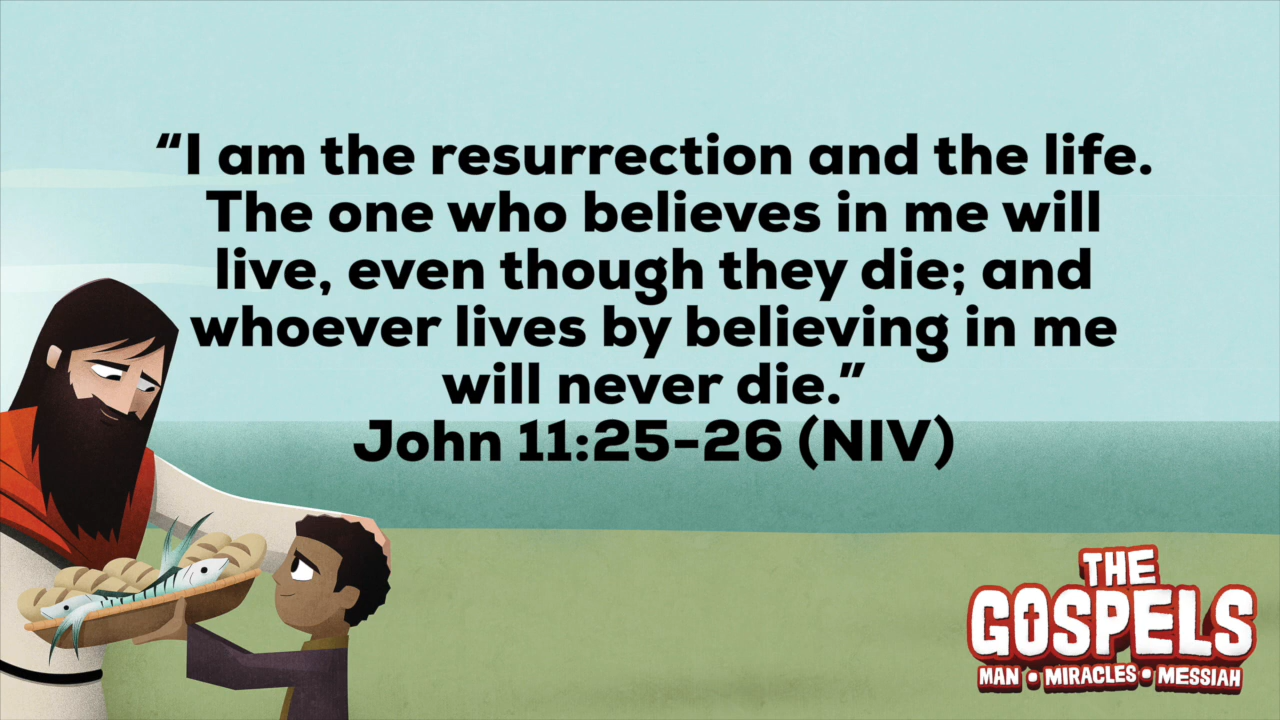 “I am the resurrection and the life.
The one who believes in me will
live, even though they die; and
whoever lives by believing in me
will never die.”
John 11:25-26 (NIV)
THE
GOSPELS
MAN • MIRACLES • MESSIAH